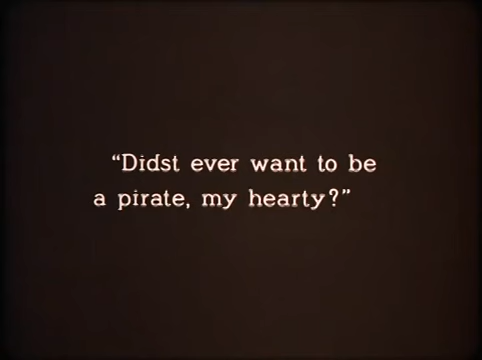 “Didst ever want to be
a pirate, my hearty?”